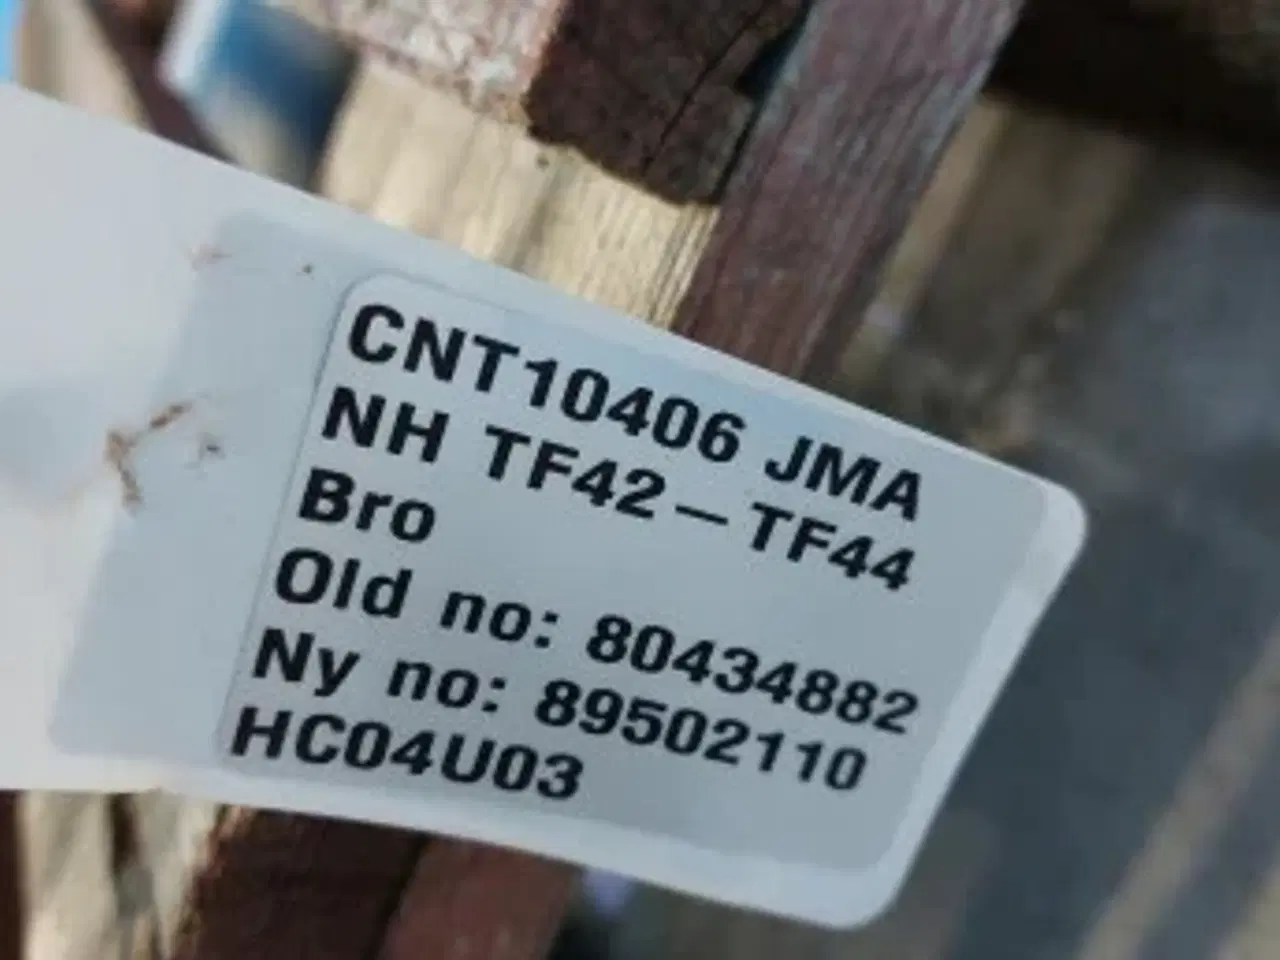 CNT10406 JMA
NH TF42 – TF44
Bro
Old no: 80434882
Ny no: 89502110
HC04U03